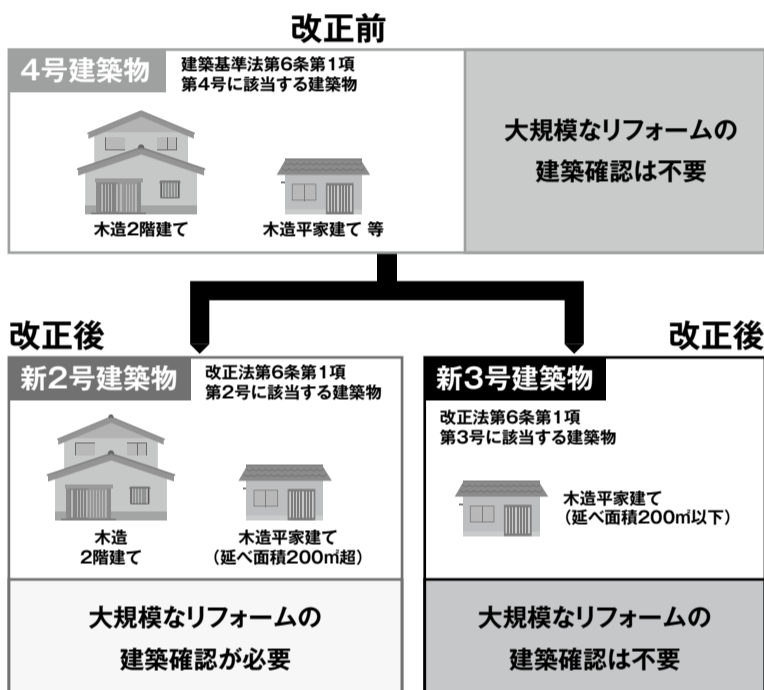 改正前
4号建築物
建築基準法第6条第1項
第4号に該当する建築物
木造2階建て
木造平家建て 等
大規模なリフォームの
建築確認は不要
改正後
新2号建築物
改正法第6条第1項
第2号に該当する建築物
木造
2階建て
木造平家建て
(延べ面積200㎡超)
大規模なリフォームの
建築確認が必要
改正後
新3号建築物
改正法第6条第1項
第3号に該当する建築物
木造平家建て
(延べ面積200㎡以下)
大規模なリフォームの
建築確認は不要